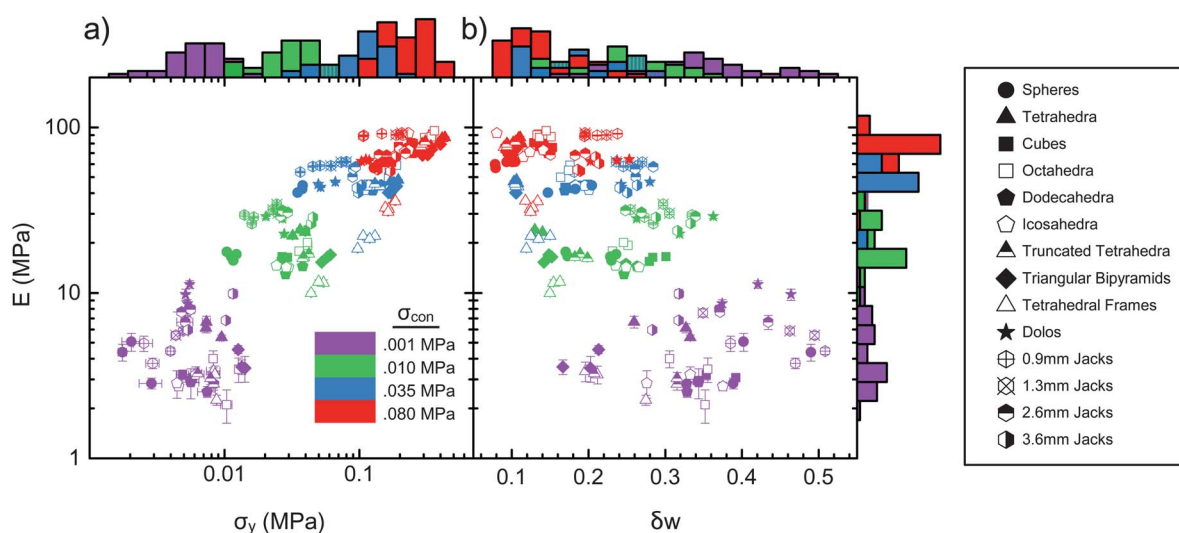 a)
b)
100
10
1
E (MPa)
σcon
.001 MPa
.010 MPa
.035 MPa
.080 MPa
0.01
0.1
σy (MPa)
0.1
0.2
0.3
0.4
0.5
δw
Spheres
Tetrahedra
Cubes
Octahedra
Dodecahedra
Icosahedra
Truncated Tetrahedra
Triangular Bipyramids
Tetrahedral Frames
Dolos
0.9mm Jacks
1.3mm Jacks
2.6mm Jacks
3.6mm Jacks